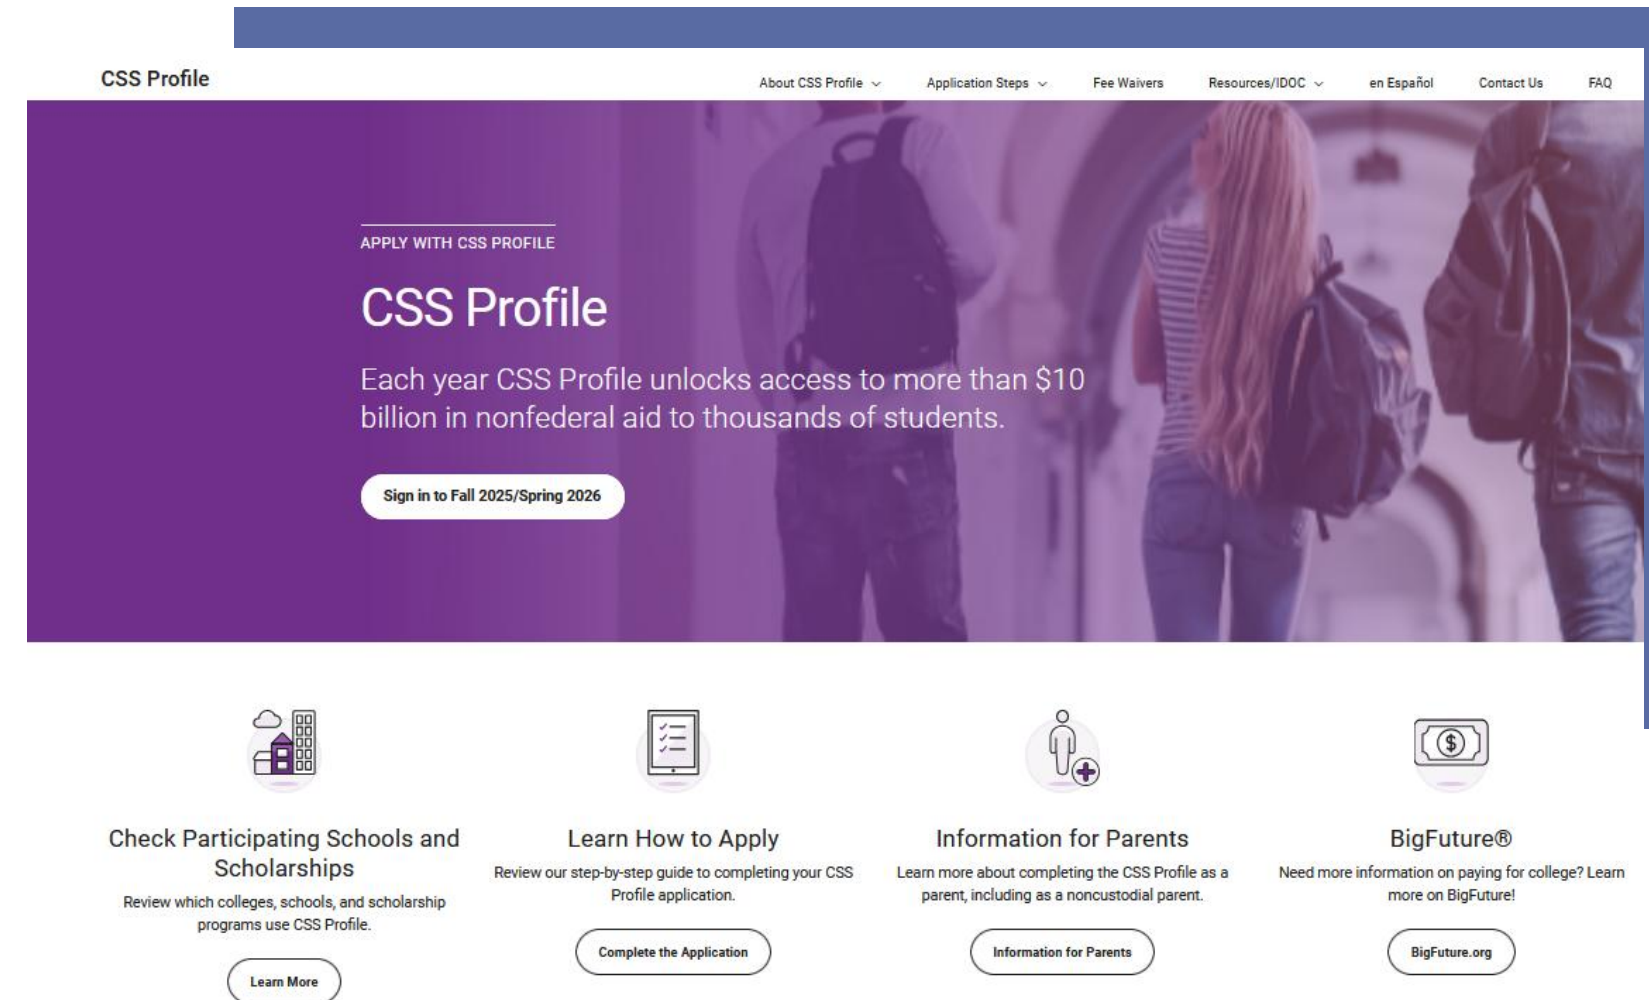 CSS Profile
About CSS Profile
Application Steps
Fee Waivers
Resources/IDOC
en Español
Contact Us
FAQ
APPLY WITH CSS PROFILE
CSS Profile
Each year CSS Profile unlocks access to more than $10
billion in nonfederal aid to thousands of students.
Sign in to Fall 2025/Spring 2026
Check Participating Schools and
Scholarships
Review which colleges, schools, and scholarship
programs use CSS Profile.
Learn More
Learn How to Apply
Review our step-by-step guide to completing your CSS
Profile application.
Complete the Application
Information for Parents
Learn more about completing the CSS Profile as a
parent, including as a noncustodial parent.
Information for Parents
BigFuture®
Need more information on paying for college? Learn
more on BigFuture!
BigFuture.org